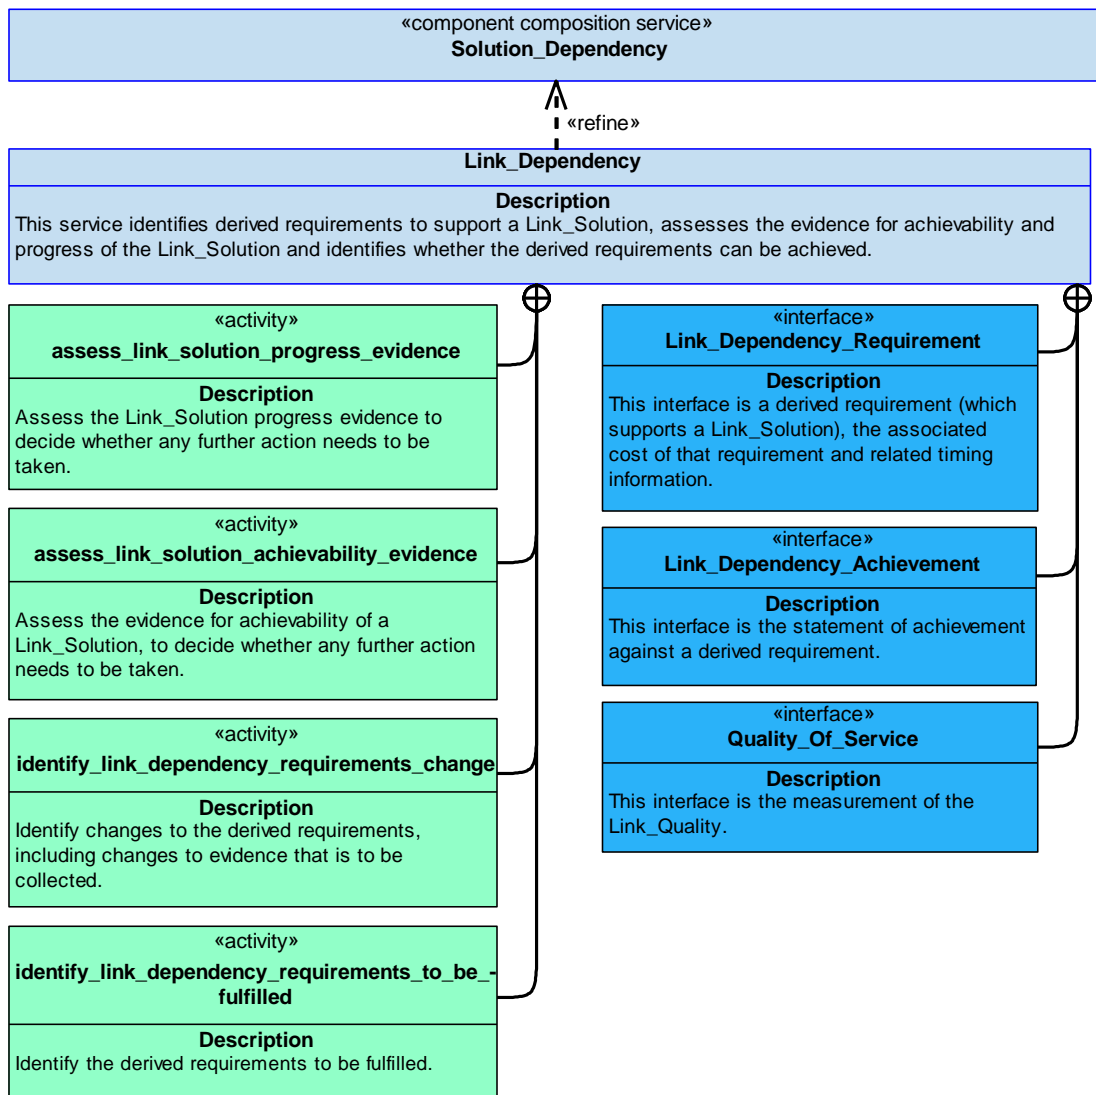 «component composition service»
Solution_Dependency
«refine»
Link_Dependency
Description
This service identifies derived requirements to support a Link_Solution, assesses the evidence for achievability and
progress of the Link_Solution and identifies whether the derived requirements can be achieved.
«activity»
assess_link_solution_progress_evidence
Description
Assess the Link_Solution progress evidence to
decide whether any further action needs to be
taken.
«activity»
assess_link_solution_achievability_evidence
Description
Assess the evidence for achievability of a
Link_Solution, to decide whether any further action
needs to be taken.
«activity»
identify_link_dependency_requirements_change
Description
Identify changes to the derived requirements,
including changes to evidence that is to be
collected.
«activity»
identify_link_dependency_requirements_to_be_-
fulfilled
Description
Identify the derived requirements to be fulfilled.
«interface»
Link_Dependency_Requirement
Description
This interface is a derived requirement (which
supports a Link_Solution), the associated
cost of that requirement and related timing
information.
«interface»
Link_Dependency_Achievement
Description
This interface is the statement of achievement
against a derived requirement.
«interface»
Quality_Of_Service
Description
This interface is the measurement of the
Link_Quality.